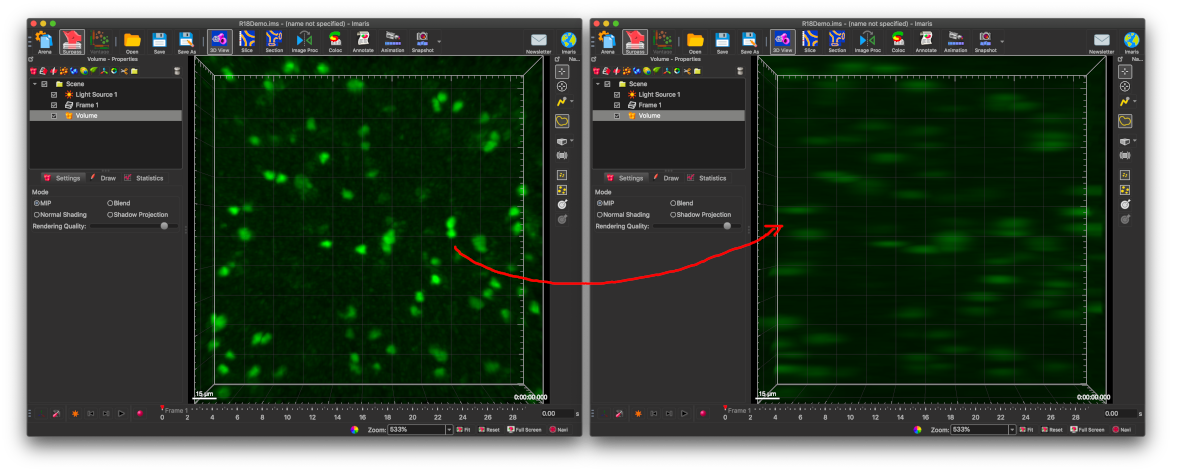 R18Demo.ims - (name not specified) - Imaris
Arena Surpass Vantage Open Save Save As 3D View Slice Section Image Proc Coloc Annotate Animation Snapshot Newsletter Imaris
Volume - Properties Na...
Scene
Light Source 1
Frame 1
Volume
Settings Draw Statistics
Mode
MIP Blend
Normal Shading Shadow Projection
Rendering Quality:
15 µm 0:00:00.000
Frame 1
0 2 4 6 8 10 12 14 16 18 20 22 24 26 28 0.00 s
Zoom: 533% Fit Reset Full Screen Navi
R18Demo.ims - (name not specified) - Imaris
Arena Surpass Vantage Open Save Save As 3D View Slice Section Image Proc Coloc Annotate Animation Snapshot Newsletter Imaris
Volume - Properties Na...
Scene
Light Source 1
Frame 1
Volume
Settings Draw Statistics
Mode
MIP Blend
Normal Shading Shadow Projection
Rendering Quality:
15 µm 0:00:00.000
Frame 1
0 2 4 6 8 10 12 14 16 18 20 22 24 26 28 0.00 s
Zoom: 533% Fit Reset Full Screen Navi